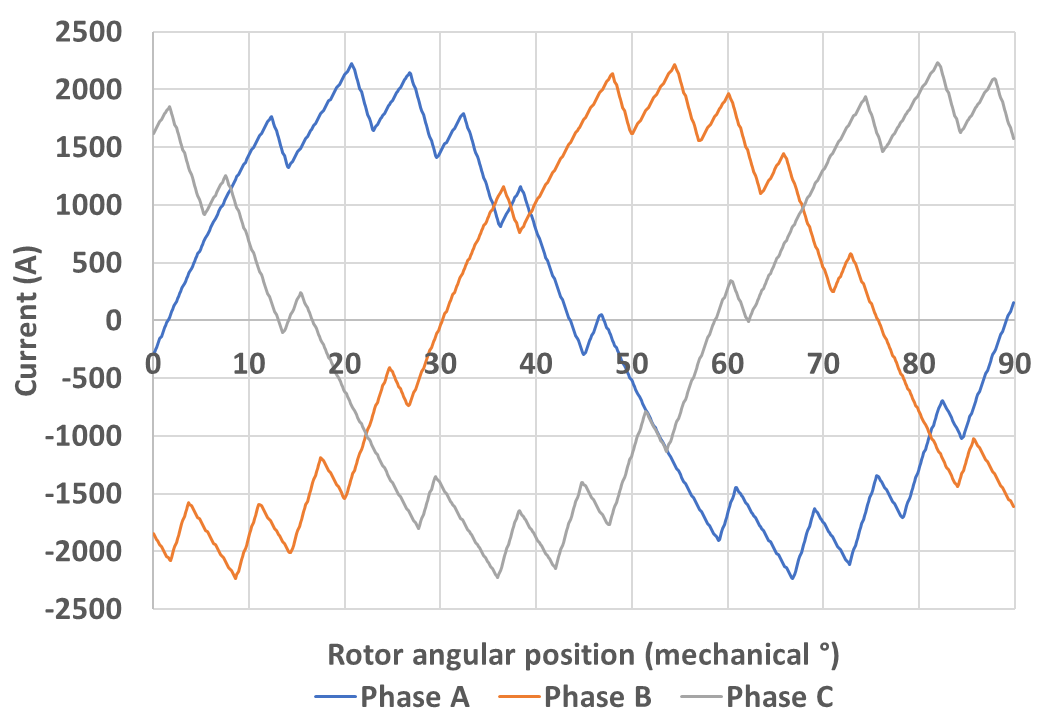 2500
2000
1500
1000
500
0
-500
-1000
-1500
-2000
-2500
Current (A)
0 10 20 30 40 50 60 70 80 90
Rotor angular position (mechanical °)
Phase A Phase B Phase C